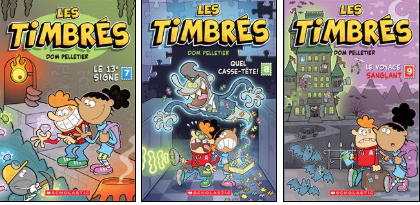 LES
TIMBRÉS
DOM PELLETIER
LE 13e
SIGNE 7
SCHOLASTIC
LES
TIMBRÉS
DOM PELLETIER
QUEL
CASSE-TÊTE! 8
SCHOLASTIC
LES
TIMBRÉS
DOM PELLETIER
LE VOYAGE
SANGLANT 9
SCHOLASTIC